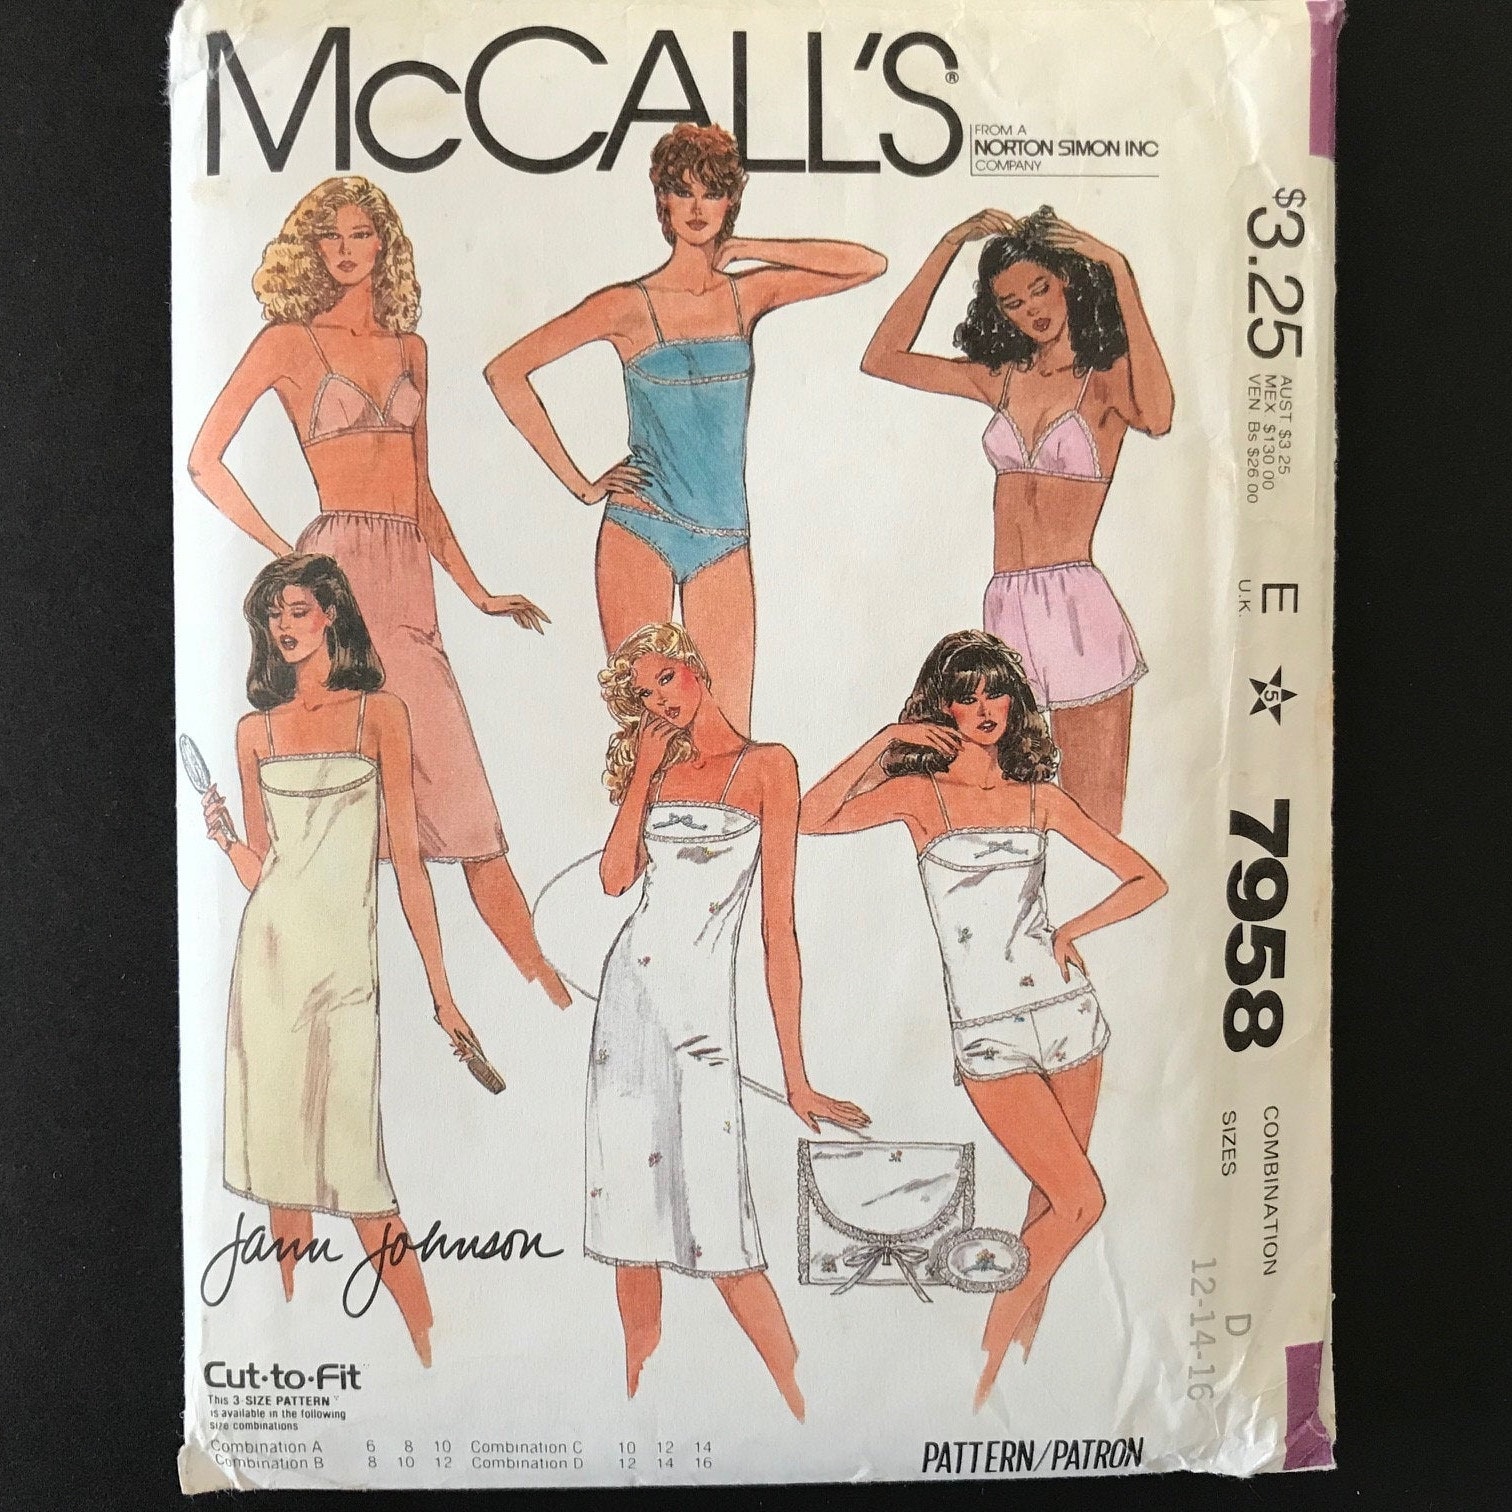 McCALL'S®
FROM A
NORTON SIMON INC
COMPANY
$3.25
AUST $3.25
MEX $130.00
VEN Bs $26.00
E
U.K.
5
7958
COMBINATION
SIZES
D
12-14-16
Jann Johnson
Cut·to·Fit
This 3-SIZE PATTERN
is available in the following
size combinations
Combination A 6 8 10 Combination C 10 12 14
Combination B 8 10 12 Combination D 12 14 16
PATTERN/PATRON